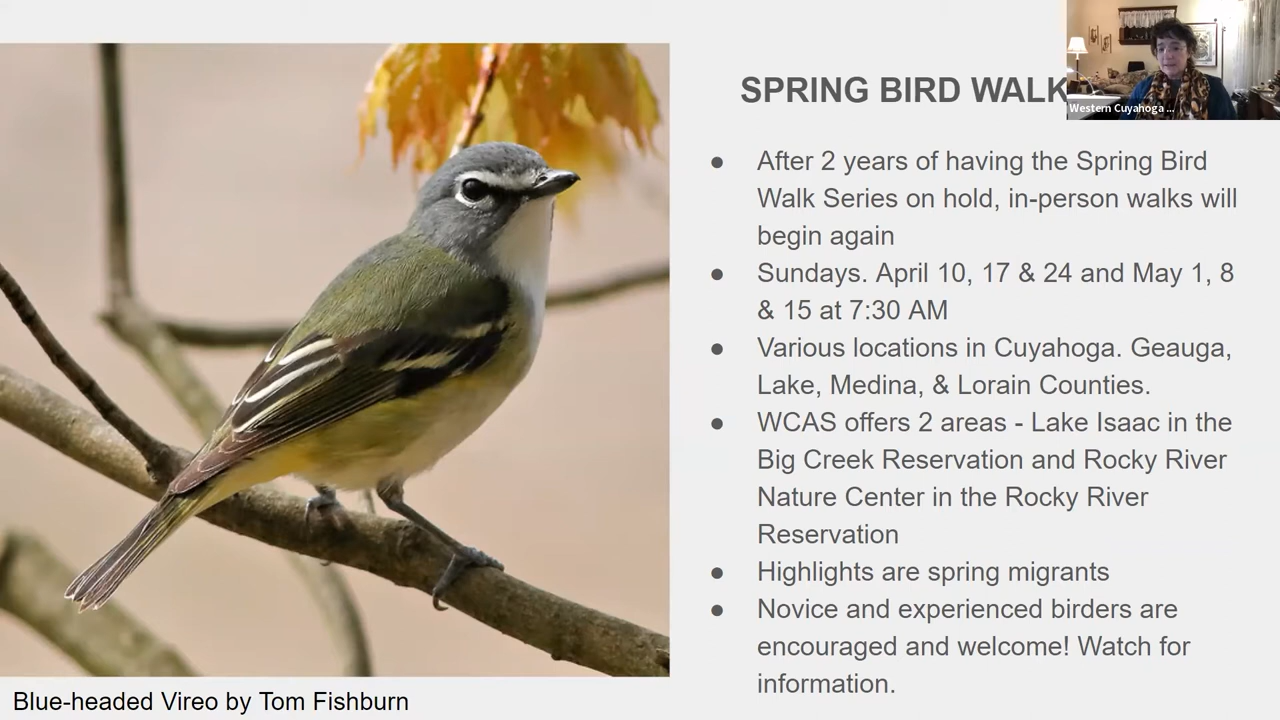 SPRING BIRD WALK
Western Cuyahoga ...
● After 2 years of having the Spring Bird
Walk Series on hold, in-person walks will
begin again
● Sundays. April 10, 17 & 24 and May 1, 8
& 15 at 7:30 AM
● Various locations in Cuyahoga. Geauga,
Lake, Medina, & Lorain Counties.
● WCAS offers 2 areas - Lake Isaac in the
Big Creek Reservation and Rocky River
Nature Center in the Rocky River
Reservation
● Highlights are spring migrants
● Novice and experienced birders are
encouraged and welcome! Watch for
information.
Blue-headed Vireo by Tom Fishburn